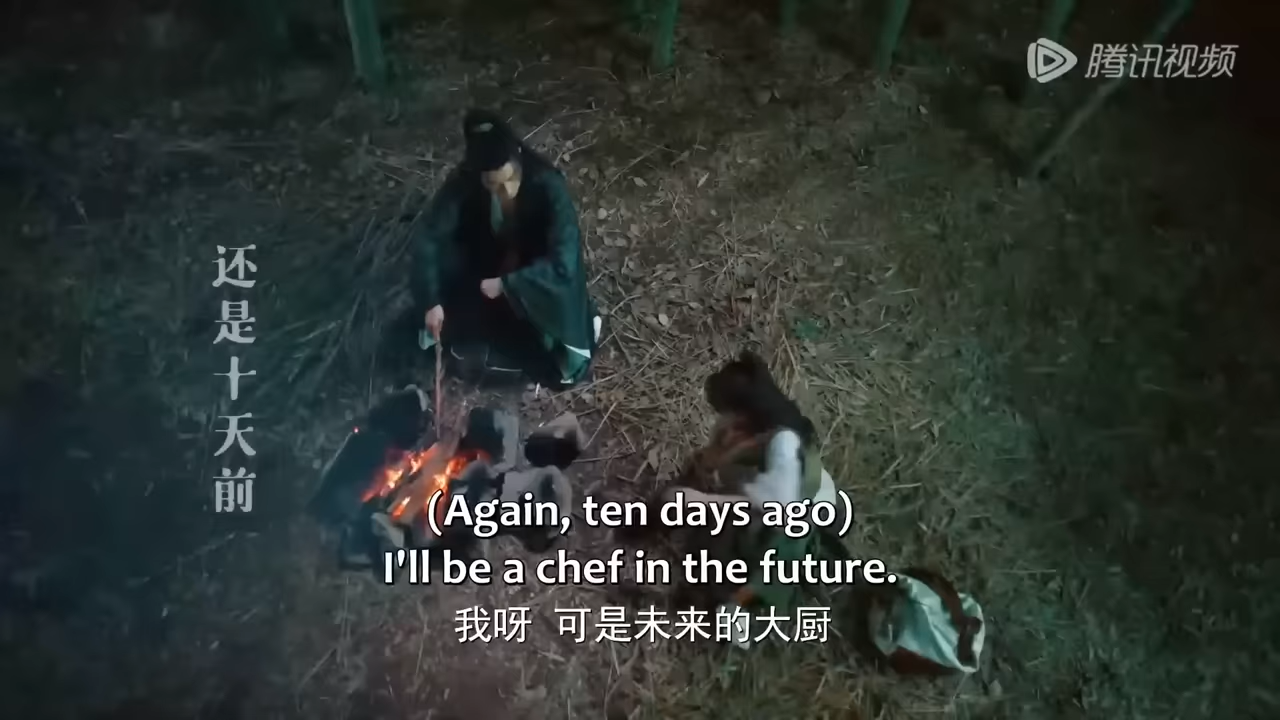 腾讯视频
还是十天前
(Again, ten days ago)
I'll be a chef in the future.
我呀 可是未来的大厨